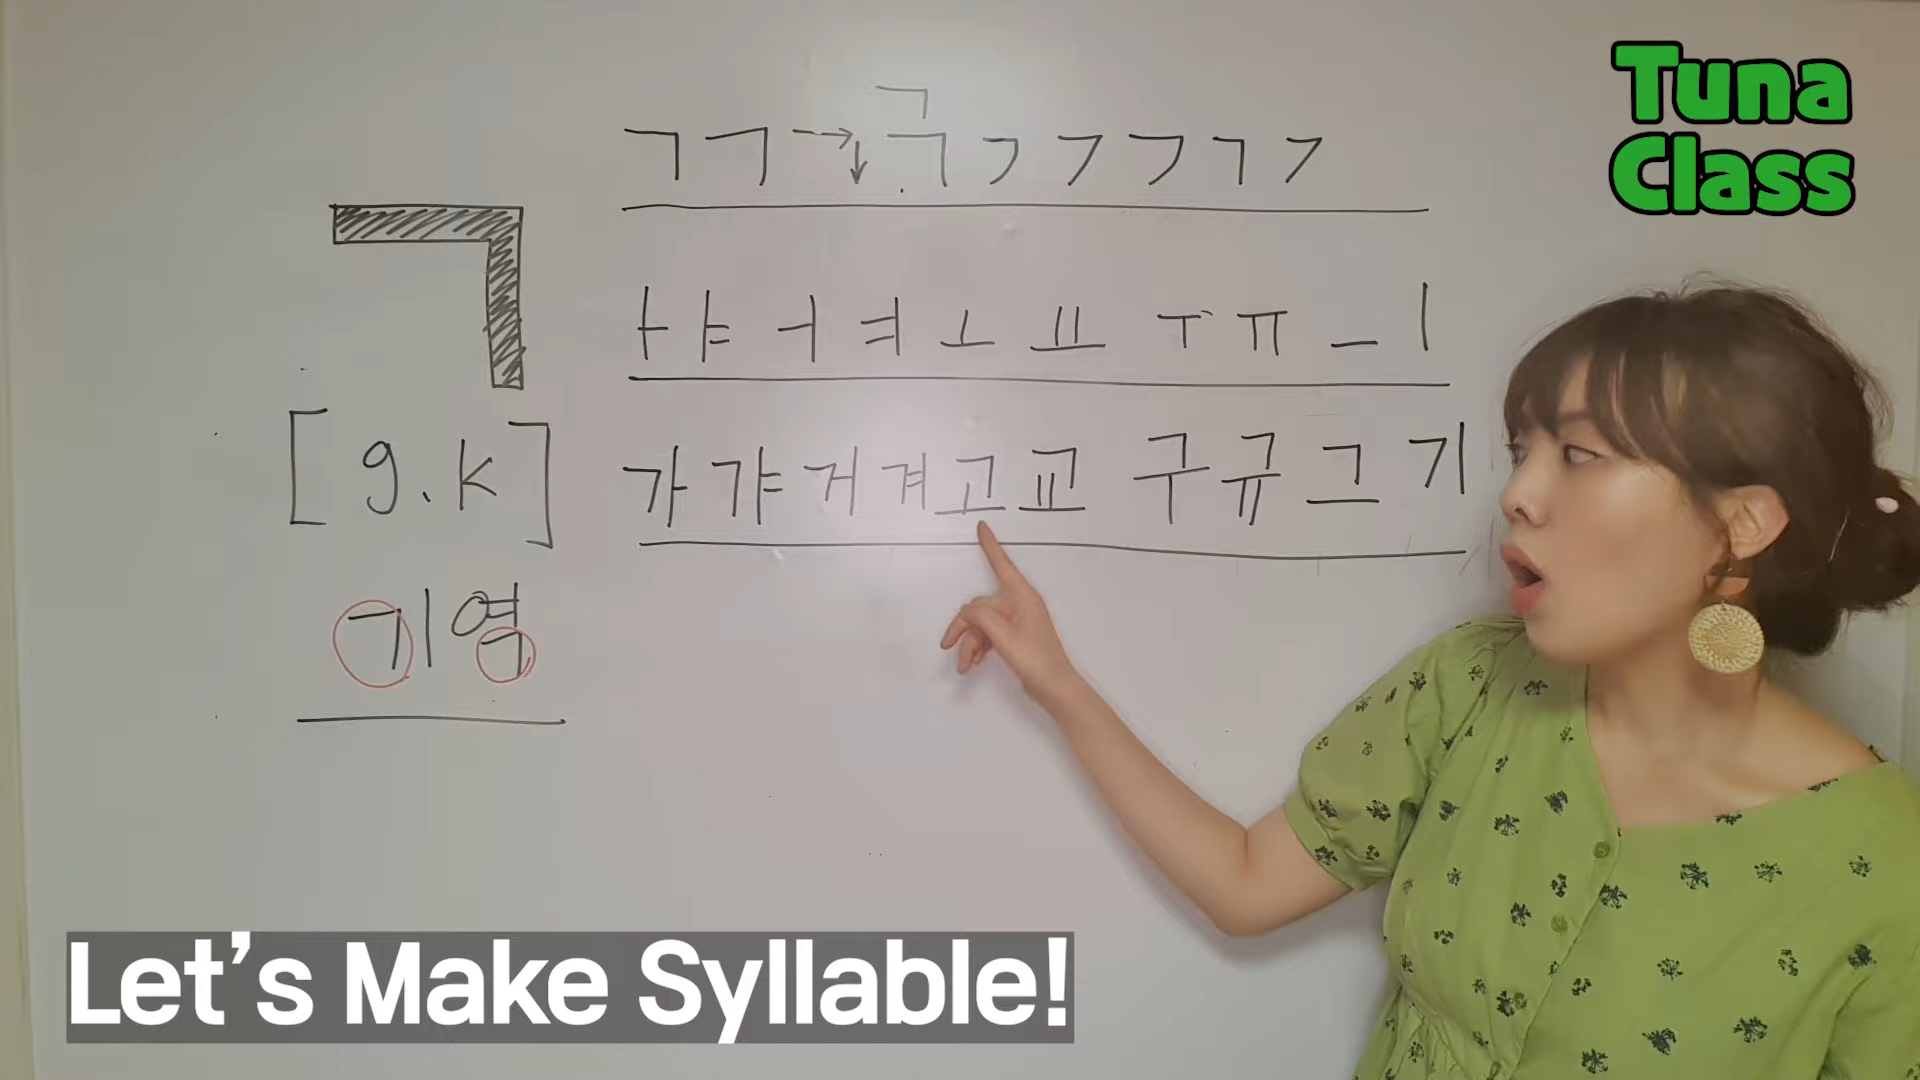 Tuna
Class
ㄱ
ㄱ ㄱ → ↓ ㄱ ㄱ ㄱ ㄱ ㄱ ㄱ
ㄱ
ㅏ ㅑ ㅓ ㅕ ㅗ ㅛ ㅜ ㅠ ㅡ ㅣ
[ g . k ]
가 갸 거 겨 고 교 구 규 그 기
기역
Let's Make Syllable!